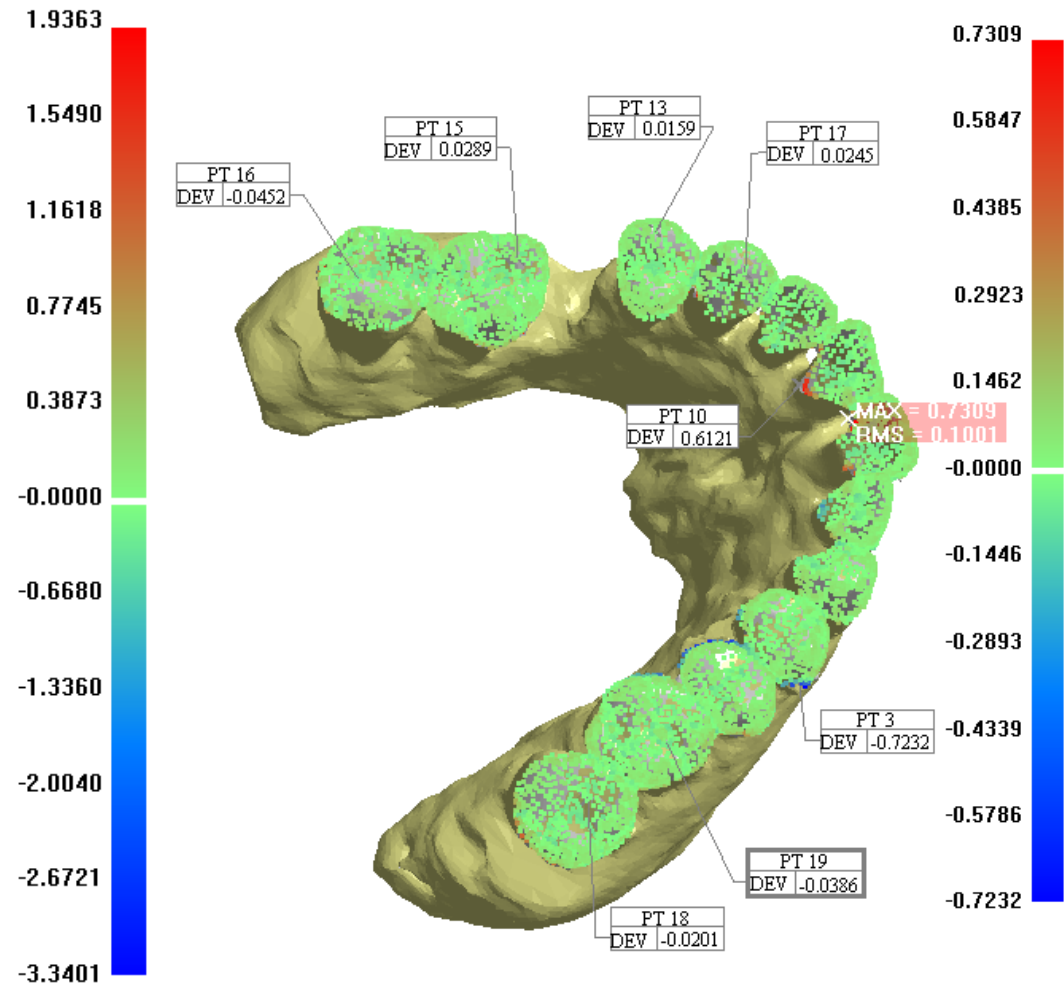 1.9363
1.5490
1.1618
0.7745
0.3873
-0.0000
-0.6680
-1.3360
-2.0040
-2.6721
-3.3401
PT 16
DEV -0.0452
PT 15
DEV 0.0289
PT 13
DEV 0.0159
PT 17
DEV 0.0245
PT 10
DEV 0.6121
MAX = 0.7309
RMS = 0.1001
PT 3
DEV -0.7232
PT 19
DEV -0.0386
PT 18
DEV -0.0201
0.7309
0.5847
0.4385
0.2923
0.1462
-0.0000
-0.1446
-0.2893
-0.4339
-0.5786
-0.7232